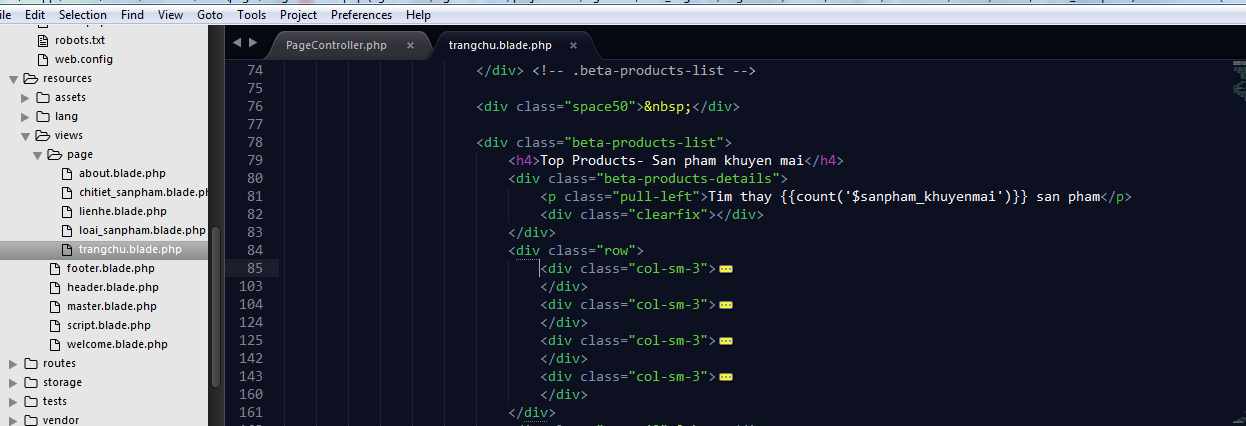 ile Edit Selection Find View Goto Tools Project Preferences Help
robots.txt
web.config
resources
assets
lang
views
page
about.blade.php
chitiet_sanpham.blade.ph
lienhe.blade.php
loai_sanpham.blade.php
trangchu.blade.php
footer.blade.php
header.blade.php
master.blade.php
script.blade.php
welcome.blade.php
routes
storage
tests
vendor
PageController.php × trangchu.blade.php ×
74 </div> <!-- .beta-products-list -->
75
76 <div class="space50">&nbsp;</div>
77
78 <div class="beta-products-list">
79 <h4>Top Products- San pham khuyen mai</h4>
80 <div class="beta-products-details">
81 <p class="pull-left">Tim thay {{count('$sanpham_khuyenmai')}} san pham</p>
82 <div class="clearfix"></div>
83 </div>
84 <div class="row">
85 <div class="col-sm-3">
103 </div>
104 <div class="col-sm-3">
124 </div>
125 <div class="col-sm-3">
142 </div>
143 <div class="col-sm-3">
160 </div>
161 </div>